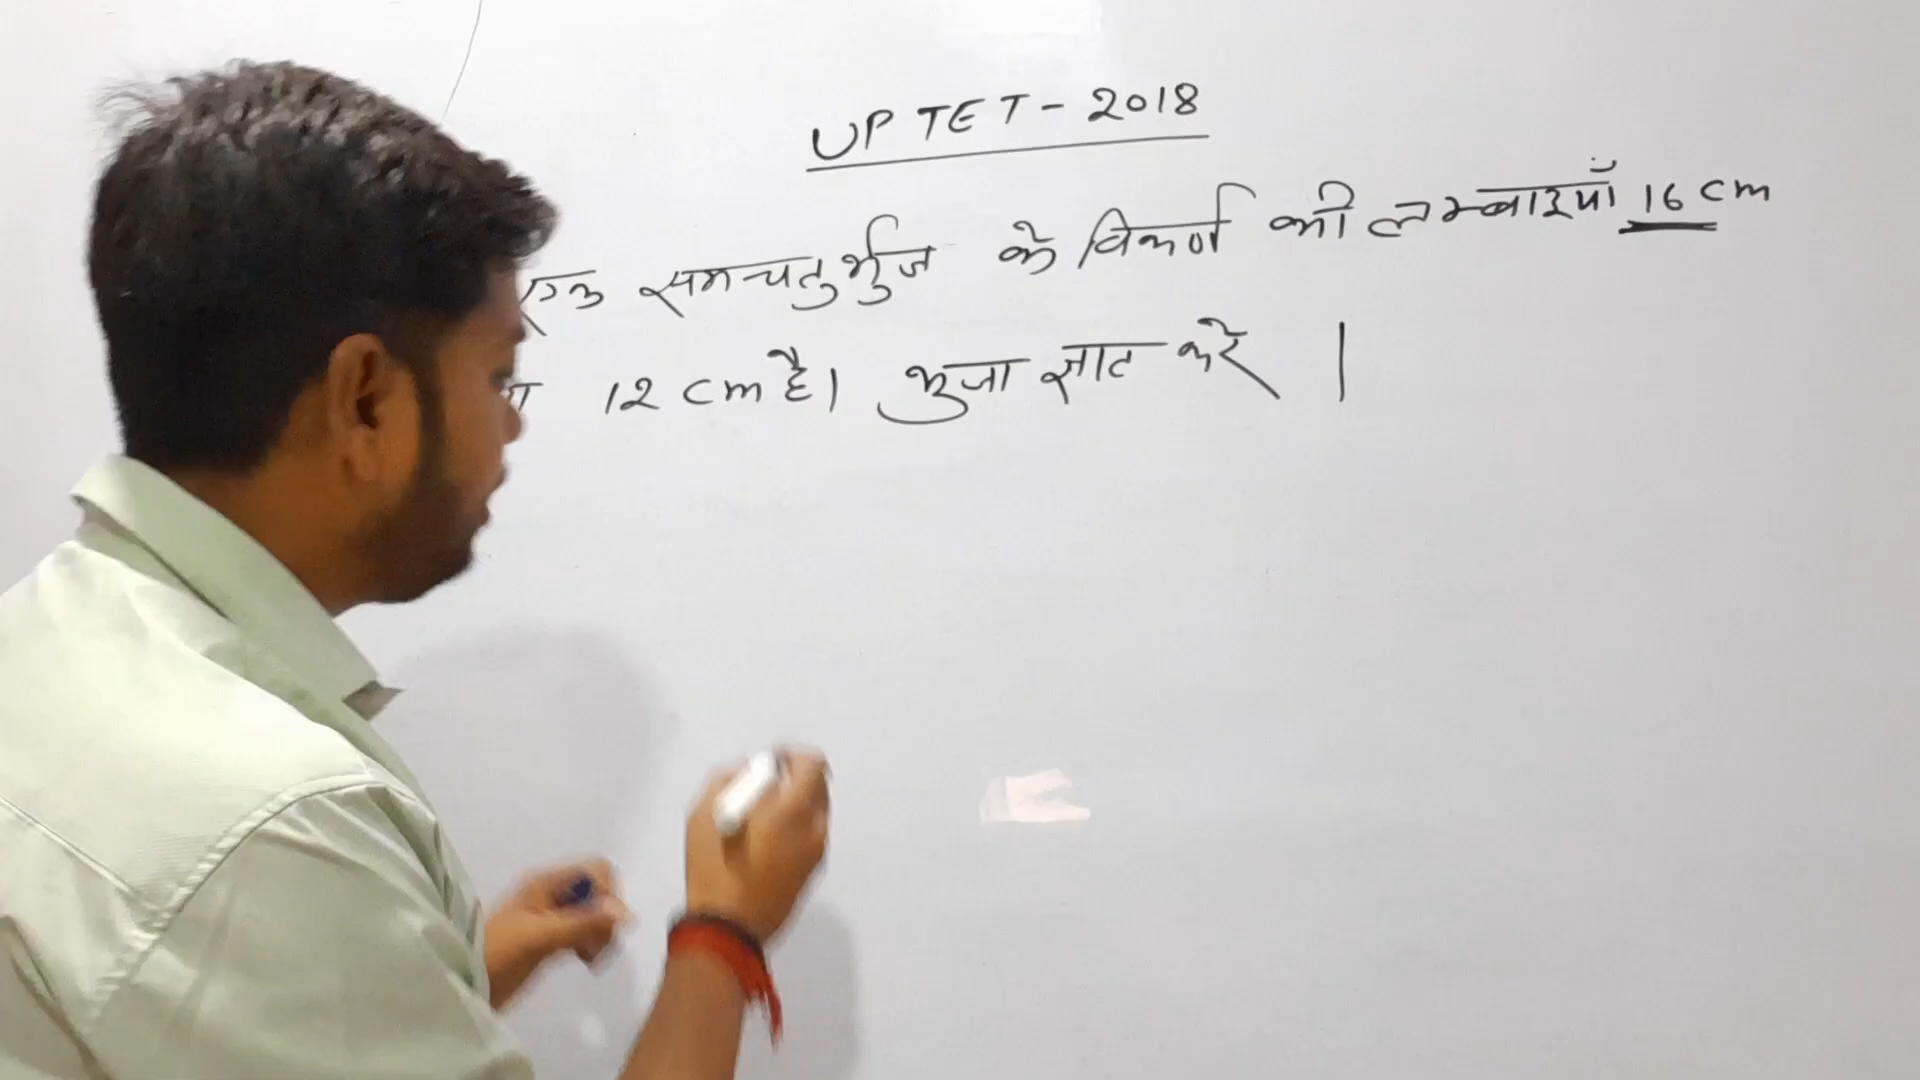 UP TET - 2018
एक समचतुर्भुज के विकर्ण की लम्बाइयाँ 16 cm
12 cm है। भुजा ज्ञात करें |